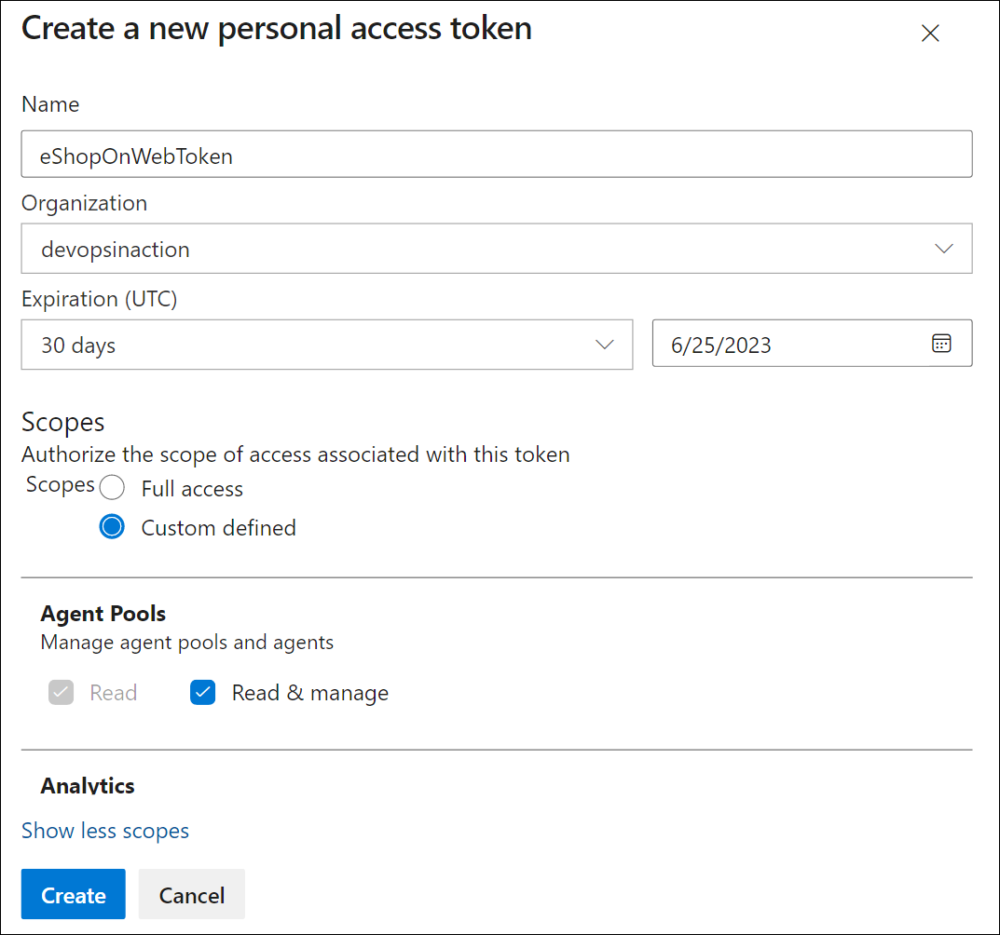 Create a new personal access token
Name
eShopOnWebToken
Organization
devopsinaction
Expiration (UTC)
30 days
6/25/2023
Scopes
Authorize the scope of access associated with this token
Scopes
Full access
Custom defined
Agent Pools
Manage agent pools and agents
Read
Read & manage
Analytics
Show less scopes
Create
Cancel